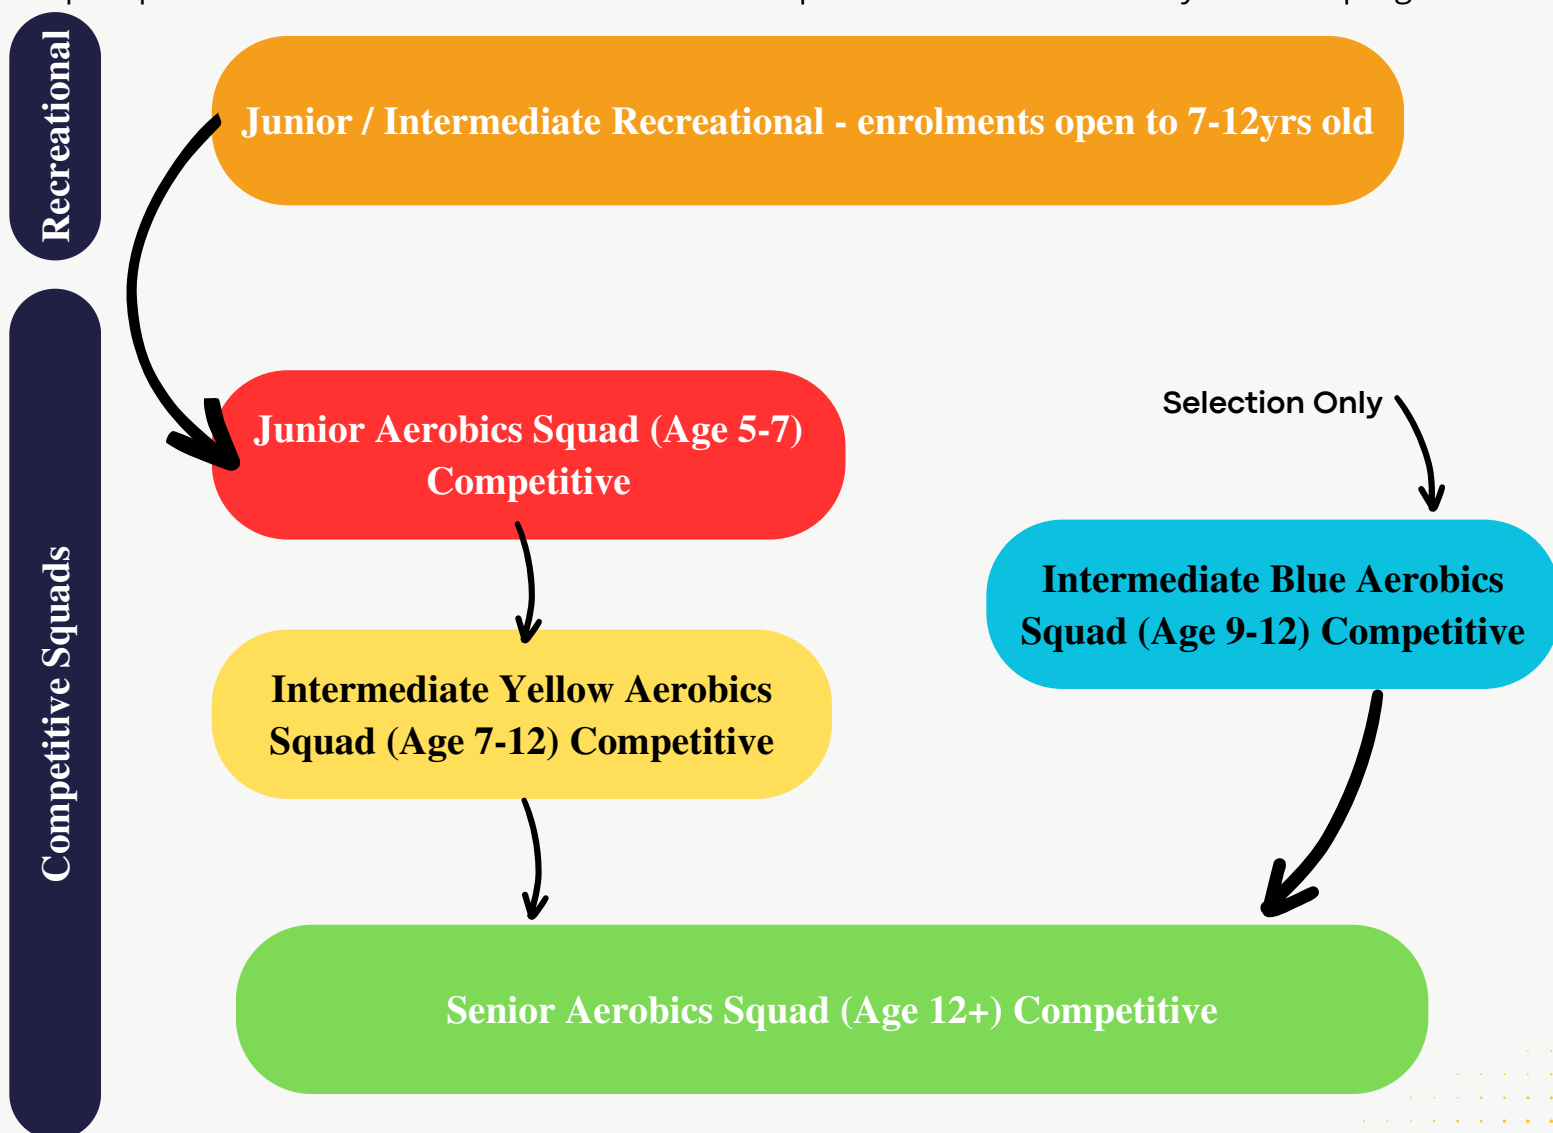 Recreational
Junior / Intermediate Recreational - enrolments open to 7-12yrs old
Competitive Squads
Junior Aerobics Squad (Age 5-7)
Competitive
Selection Only
Intermediate Blue Aerobics
Squad (Age 9-12) Competitive
Intermediate Yellow Aerobics
Squad (Age 7-12) Competitive
Senior Aerobics Squad (Age 12+) Competitive